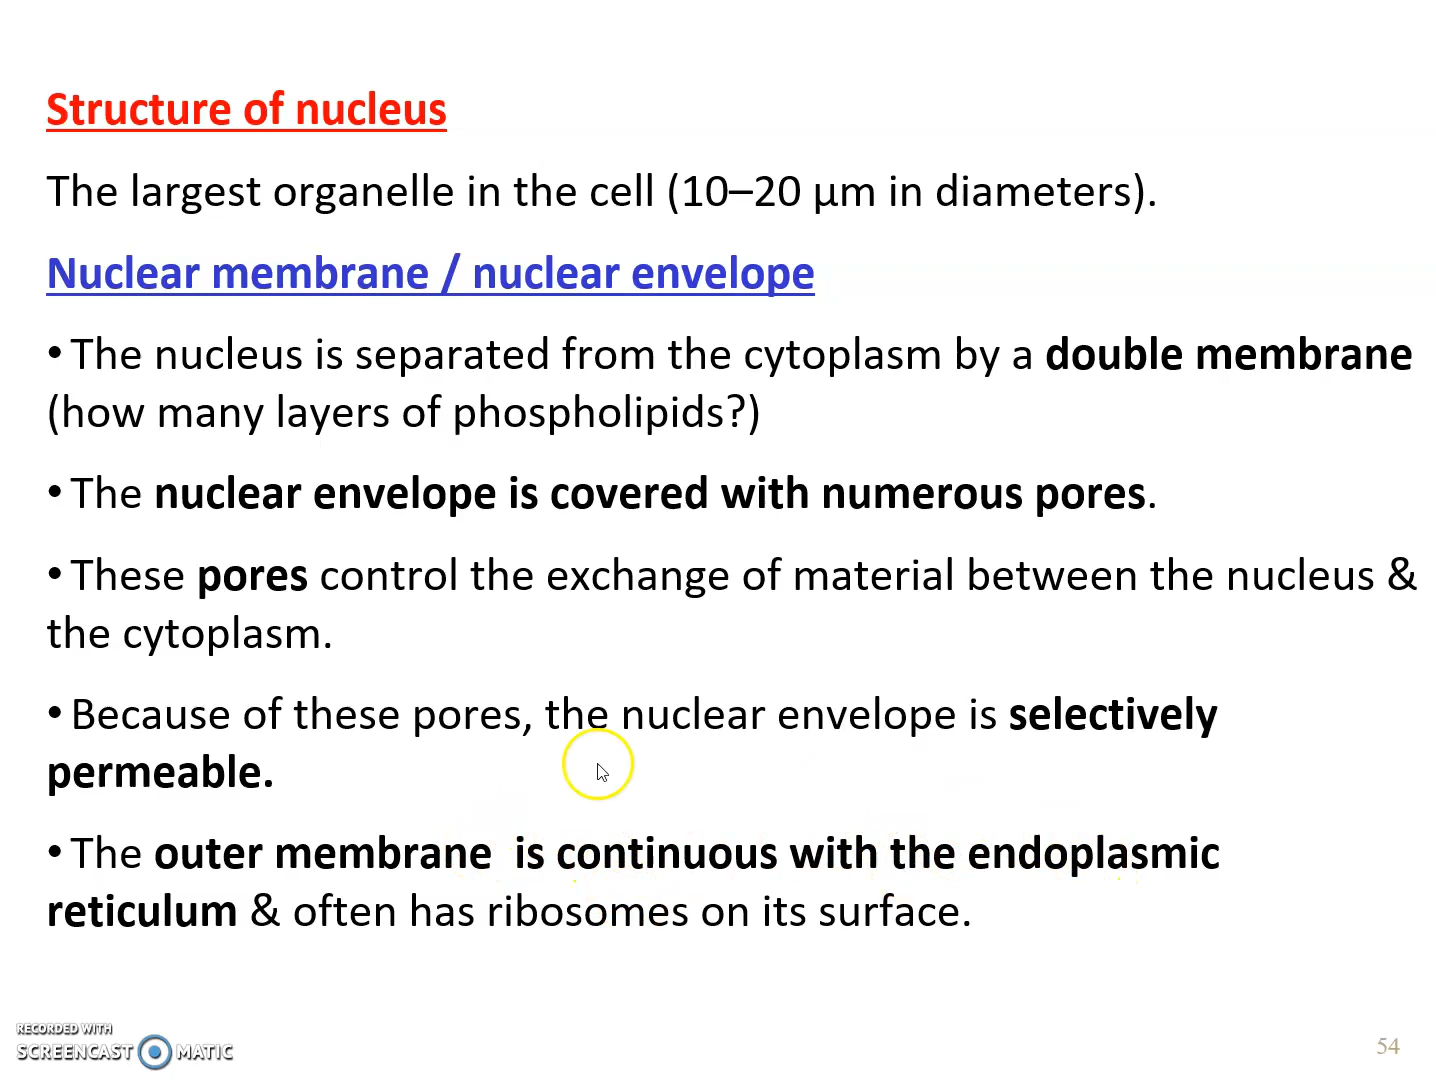 Structure of nucleus
The largest organelle in the cell (10–20 µm in diameters).
Nuclear membrane / nuclear envelope
•The nucleus is separated from the cytoplasm by a double membrane
(how many layers of phospholipids?)
•The nuclear envelope is covered with numerous pores.
•These pores control the exchange of material between the nucleus &
the cytoplasm.
•Because of these pores, the nuclear envelope is selectively
permeable.
•The outer membrane  is continuous with the endoplasmic
reticulum & often has ribosomes on its surface.
RECORDED WITH
SCREENCAST MATIC
54